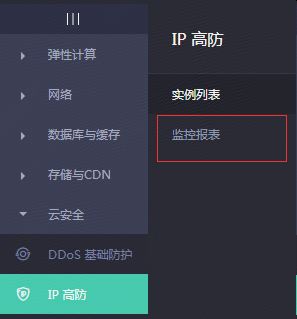 弹性计算
网络
数据库与缓存
存储与CDN
云安全
DDoS 基础防护
IP 高防
IP 高防
实例列表
监控报表